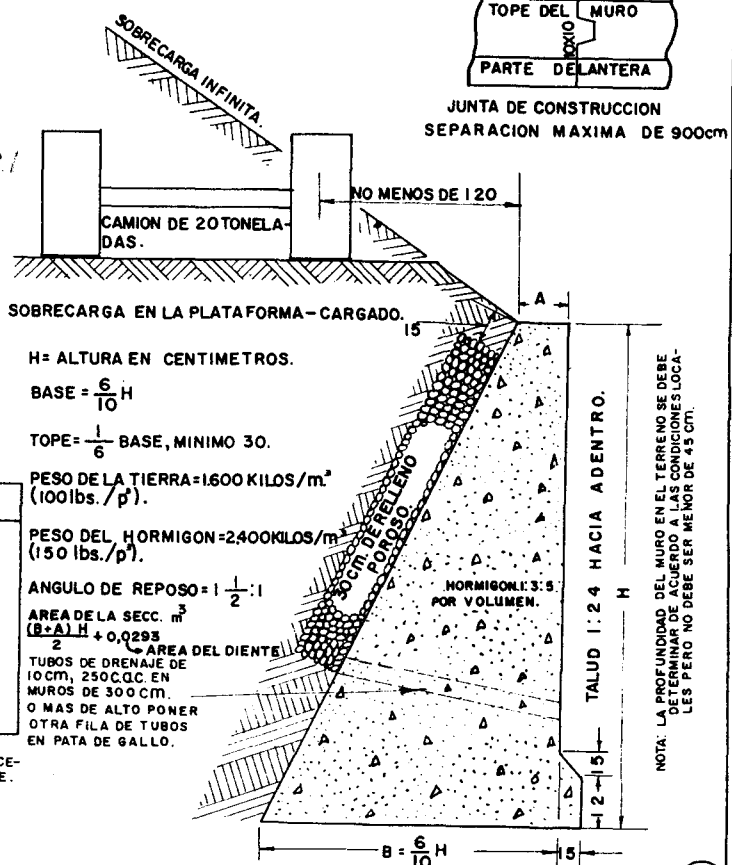 TOPE DEL MURO
10X10
PARTE DELANTERA
JUNTA DE CONSTRUCCION
SEPARACION MAXIMA DE 900cm
SOBRECARGA INFINITA.
NO MENOS DE 120
CAMION DE 20 TONELA-
DAS.
A
SOBRECARGA EN LA PLATAFORMA-CARGADO.
15
H= ALTURA EN CENTIMETROS.
BASE = 6/10 H
TOPE= 1/6 BASE, MINIMO 30.
PESO DE LA TIERRA=1.600 KILOS/m.³
(100 lbs./p³).
PESO DEL HORMIGON=2,400KILOS/m³
(150 lbs./p³).
ANGULO DE REPOSO = 1 1/2 :1
AREA DE LA SECC. m³
(B+A) H/2 + 0,0293
AREA DEL DIENTE
TUBOS DE DRENAJE DE
10cm, 250C.a.C. EN
MUROS DE 300 CM.
O MAS DE ALTO PONER
OTRA FILA DE TUBOS
EN PATA DE GALLO.
CE-
E.
30 cm. DE RELLENO
POROSO
HORMIGON.1:3:5
POR VOLUMEN.
TALUD 1:24 HACIA ADENTRO.
H
15
12
B = 6/10 H
15
NOTA: LA PROFUNDIDAD DEL MURO EN EL TERRENO SE DEBE
DETERMINAR DE ACUERDO A LAS CONDICIONES LOCA-
LES PERO NO DEBE SER MENOR DE 45 cm.